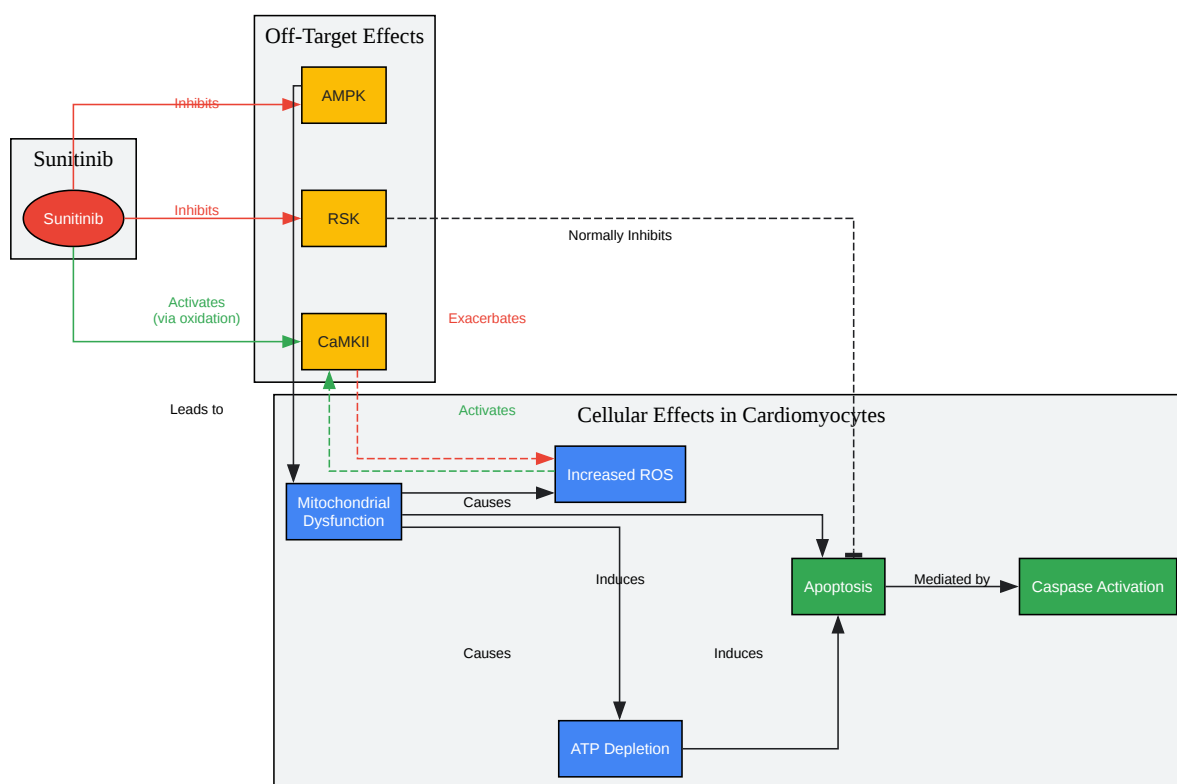 Off-Target Effects
AMPK
Inhibits
Sunitinib
Sunitinib
Inhibits
RSK
Normally Inhibits
Activates
(via oxidation)
Exacerbates
CaMKII
Leads to
Activates
Cellular Effects in Cardiomyocytes
Increased ROS
Mitochondrial
Dysfunction
Causes
Induces
Apoptosis
Mediated by
Caspase Activation
Causes
Induces
ATP Depletion